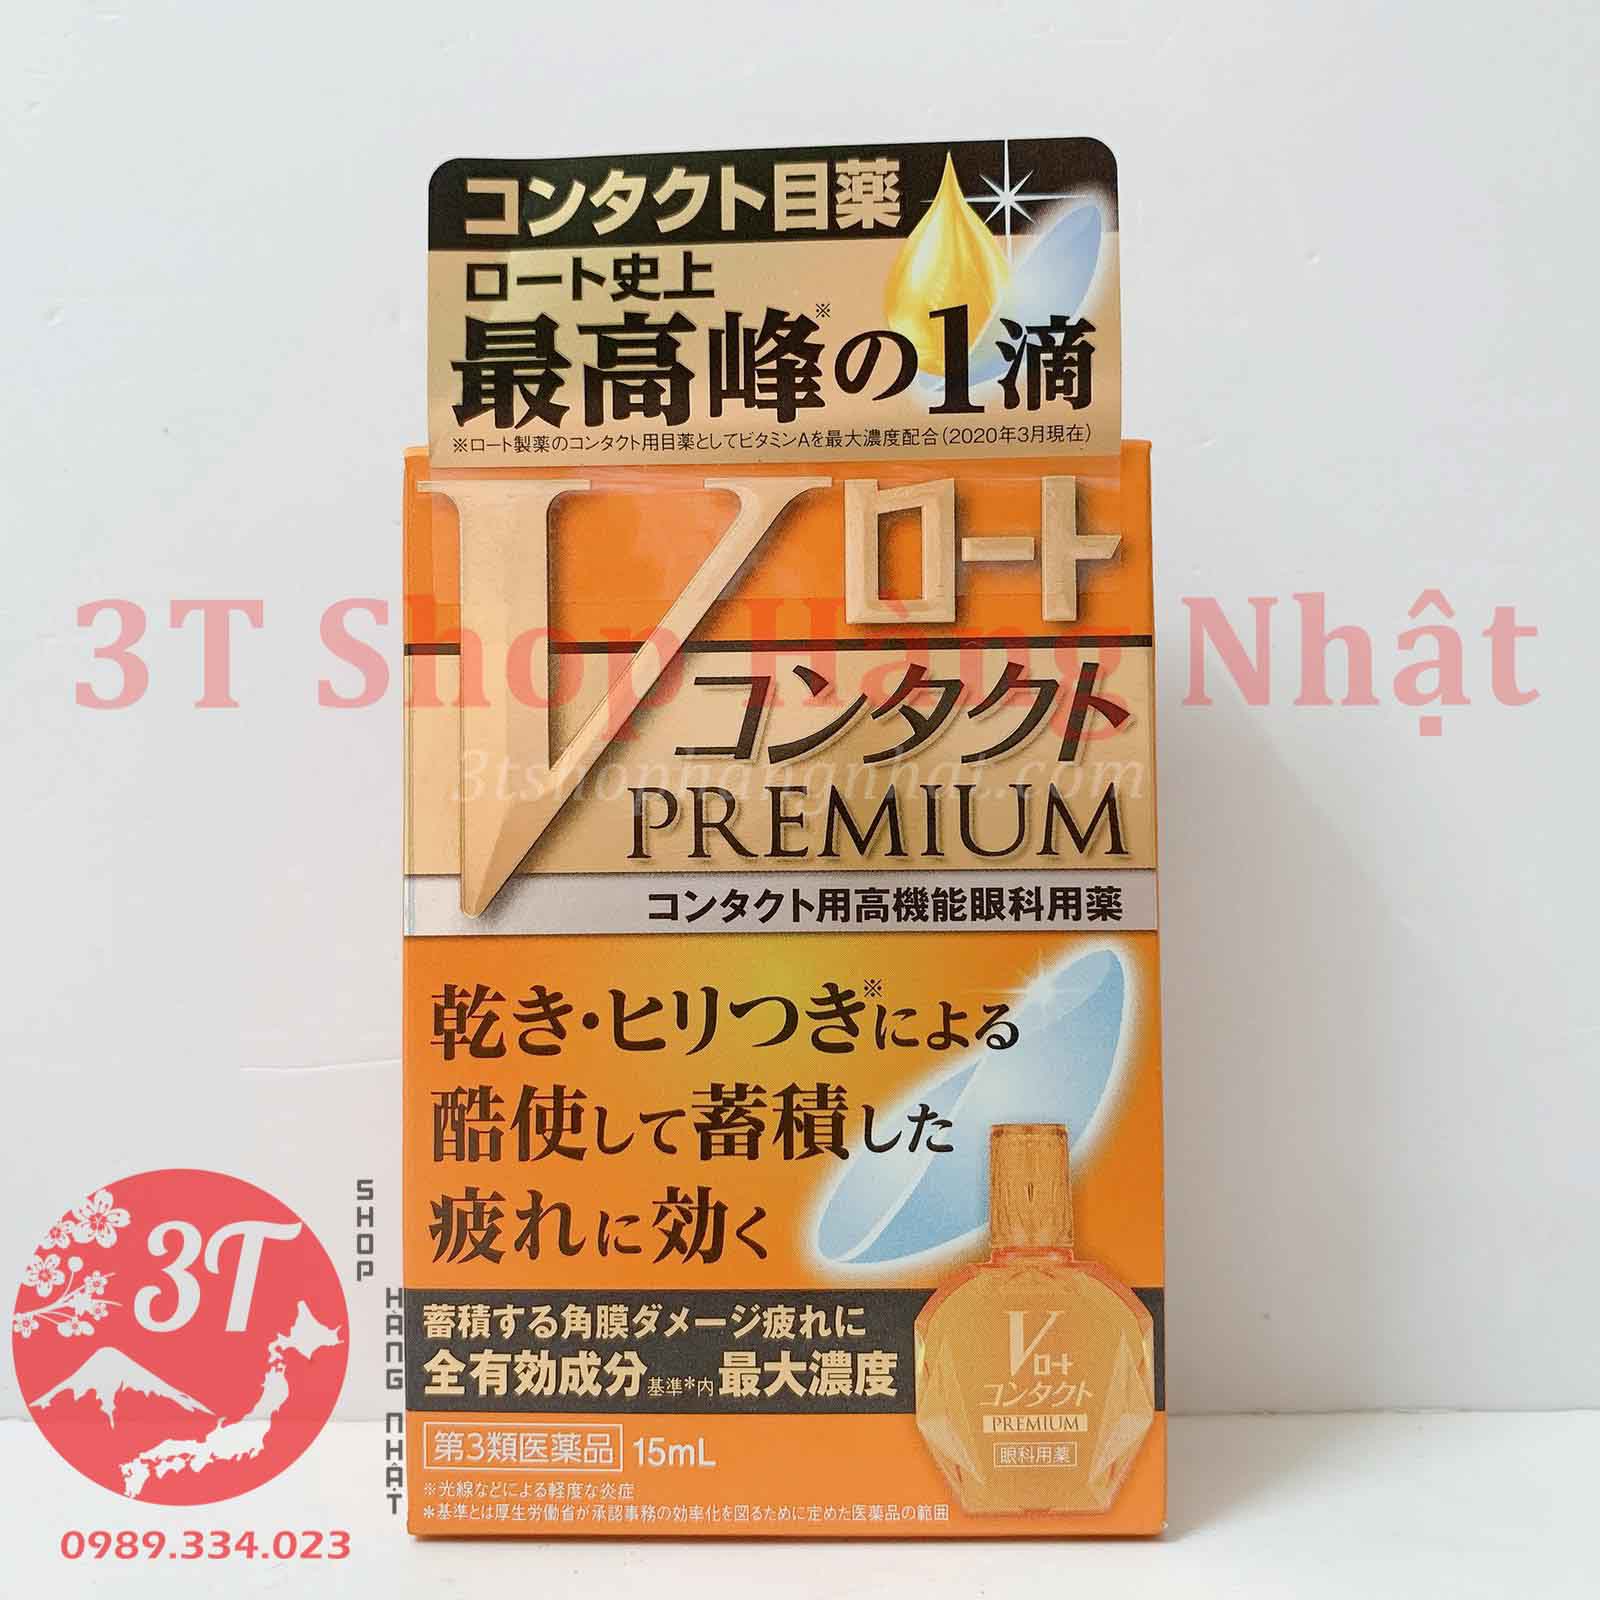 コンタクト目薬
ロート史上
最高峰※の1滴
※ロート製薬のコンタクト用目薬としてビタミンAを最大濃度配合(2020年3月現在)
Vロート
3T Shop Hàng Nhật
コンタクト
3tshophangnhat.com
PREMIUM
コンタクト用高機能眼科用薬
乾き・ヒリつき※による
酷使して蓄積した
疲れに効く
蓄積する角膜ダメージ疲れに
全有効成分 基準*内 最大濃度
第3類医薬品 15mL
※光線などによる軽度な炎症
*基準とは厚生労働省が承認事務の効率化を図るために定めた医薬品の範囲
Vロート
コンタクト
PREMIUM
眼科用薬
3T
SHOP
HÀNG NHẬT
0989.334.023